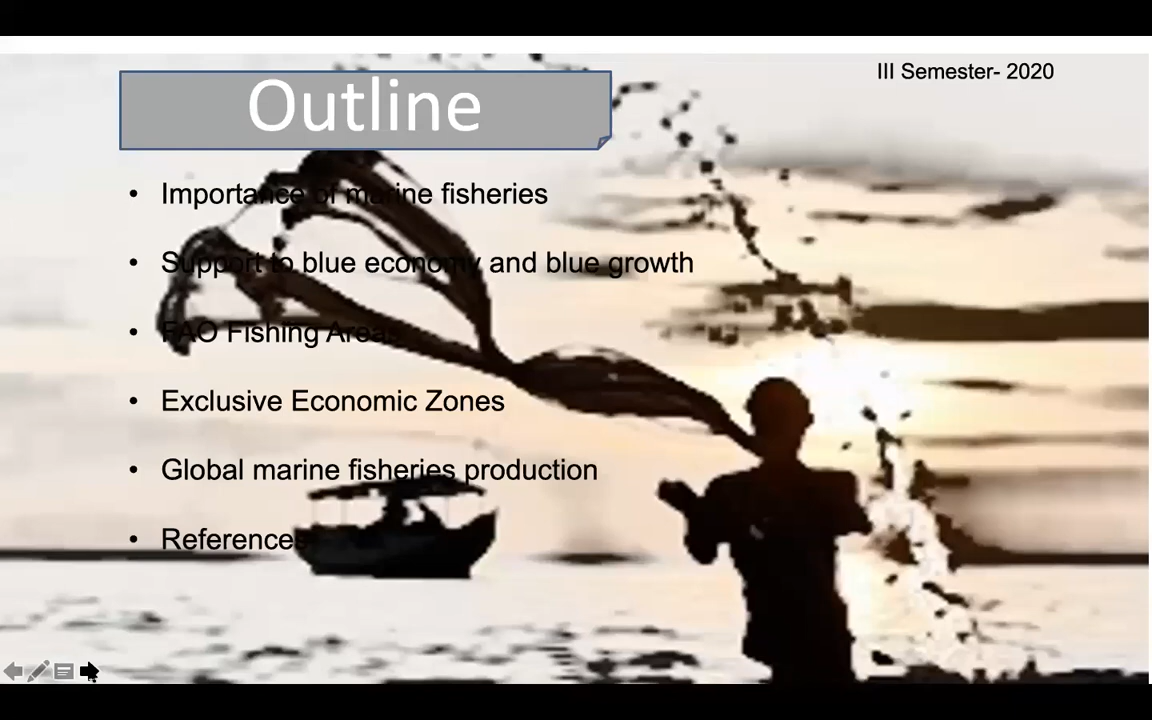 III Semester- 2020
Outline
• Importance of marine fisheries
• Support to blue economy and blue growth
• FAO Fishing Areas
• Exclusive Economic Zones
• Global marine fisheries production
• References